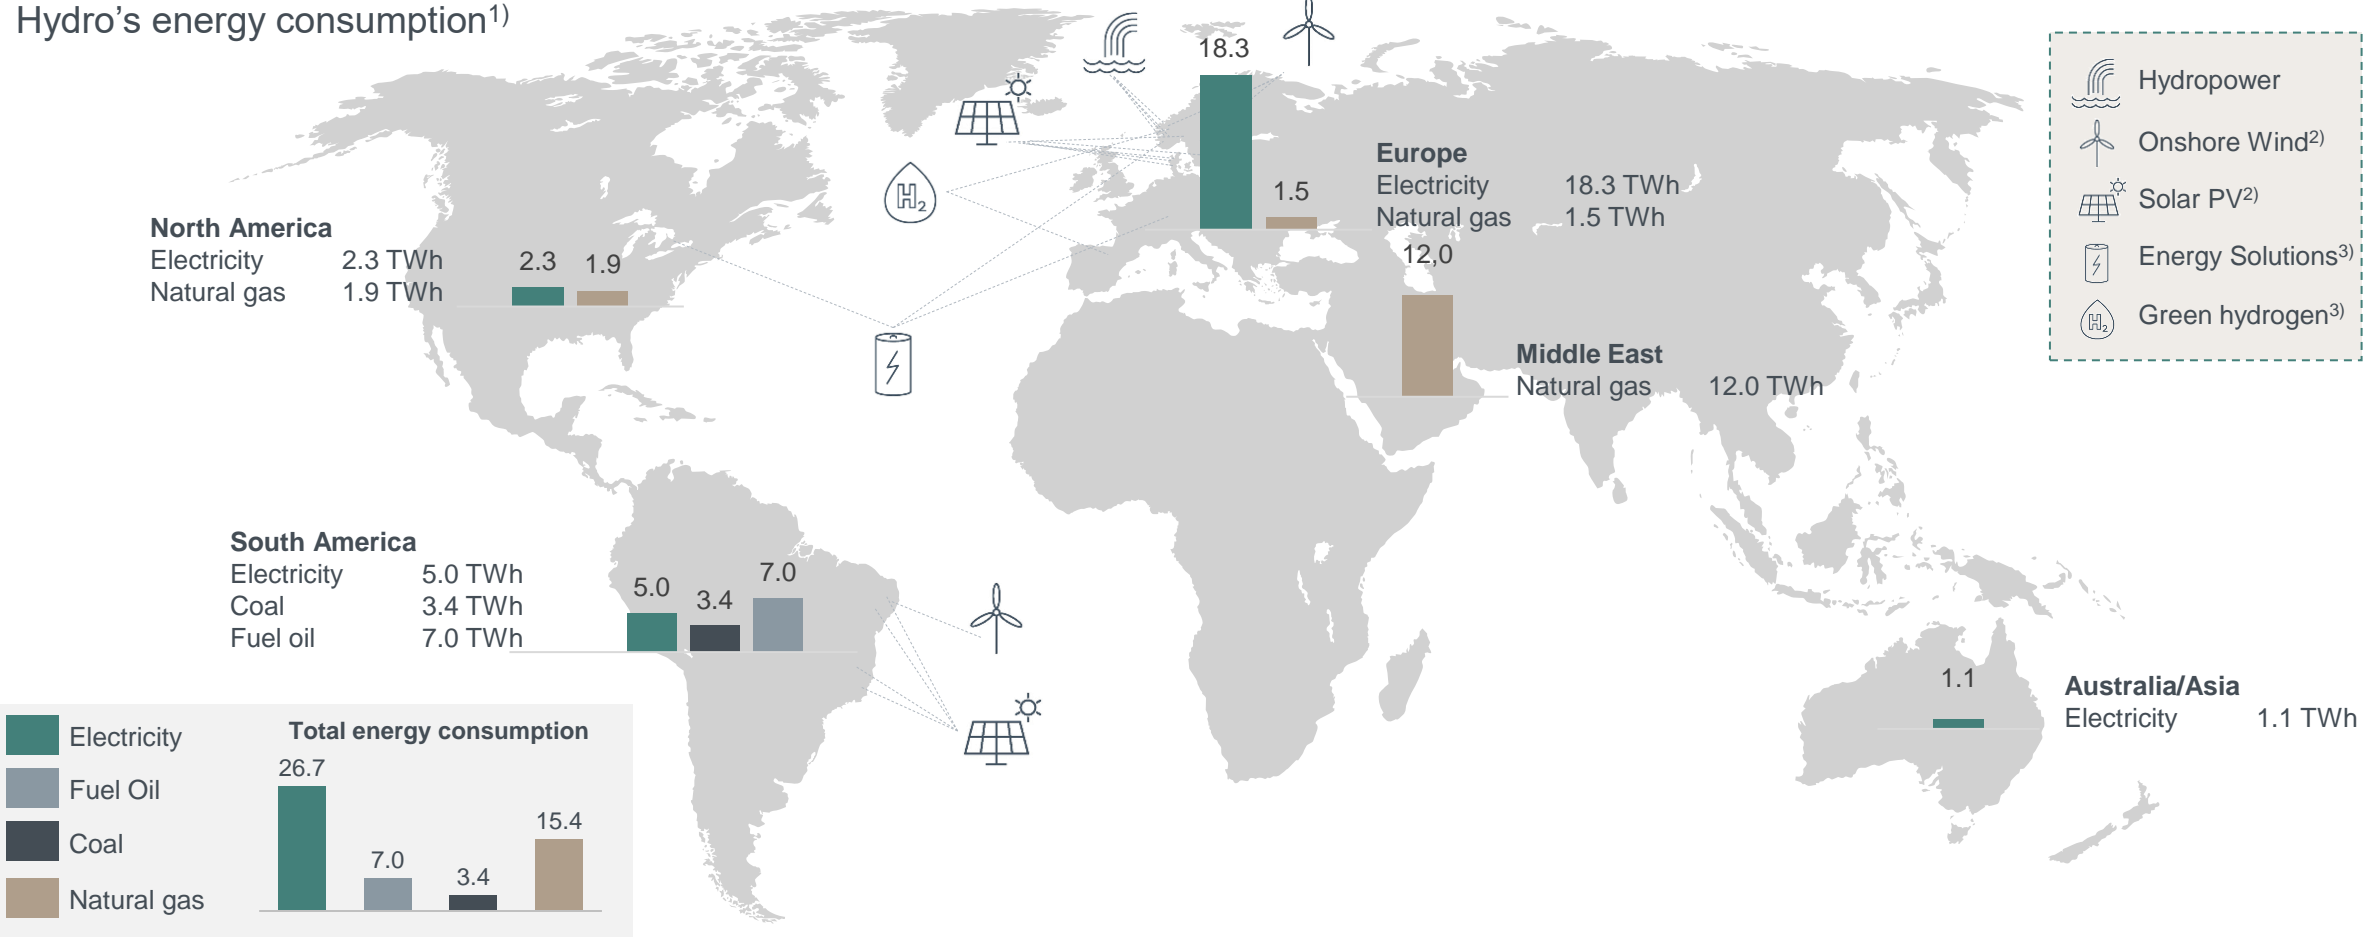 Hydro's energy consumption1)
18.3
1.5
Europe
Electricity 18.3 TWh
Natural gas 1.5 TWh
Hydropower
Onshore Wind2)
Solar PV2)
Energy Solutions3)
H2 Green hydrogen3)
H2
North America
Electricity 2.3 TWh
Natural gas 1.9 TWh
2.3 1.9
12,0
Middle East
Natural gas 12.0 TWh
South America
Electricity 5.0 TWh
Coal 3.4 TWh
Fuel oil 7.0 TWh
5.0 3.4 7.0
1.1
Australia/Asia
Electricity 1.1 TWh
Electricity
Fuel Oil
Coal
Natural gas
Total energy consumption
26.7
7.0
3.4
15.4